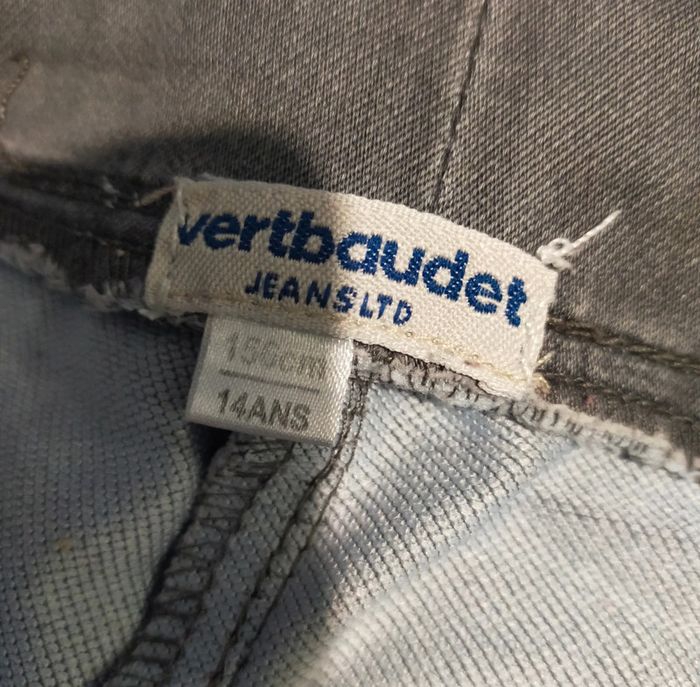 vertbaudet
JEANS LTD
156cm
14ANS